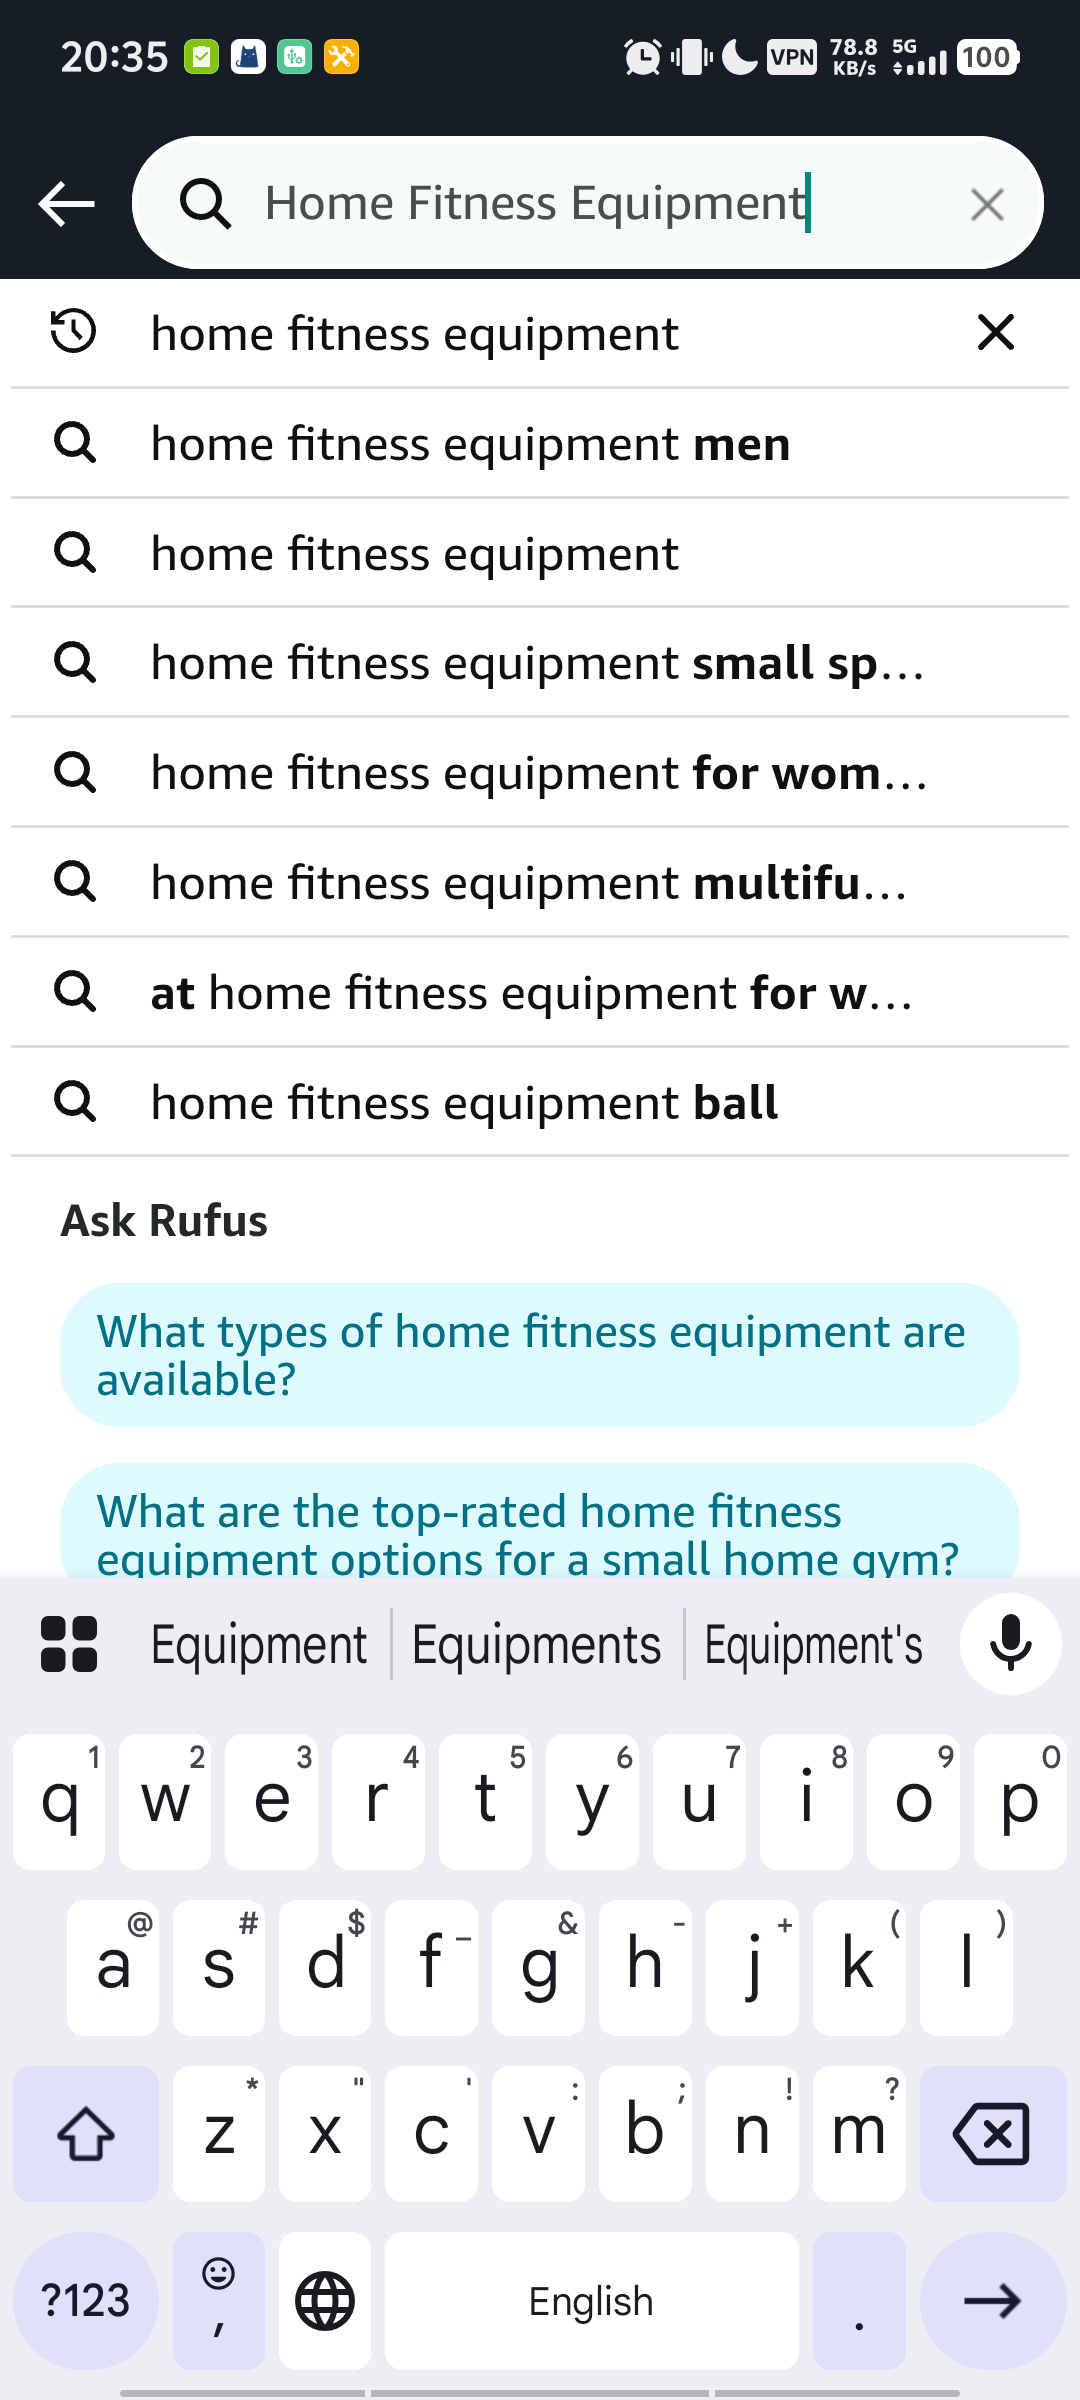 20:35 VPN 78.8 KB/s 5G 100
Home Fitness Equipment
home fitness equipment
home fitness equipment men
home fitness equipment
home fitness equipment small sp...
home fitness equipment for wom...
home fitness equipment multifu...
at home fitness equipment for w...
home fitness equipment ball
Ask Rufus
What types of home fitness equipment are
available?
What are the top-rated home fitness
equipment options for a small home gym?
Equipment Equipments Equipment's
1 2 3 4 5 6 7 8 9 0
q w e r t y u i o p
@ # $ _ & - + ( )
a s d f g h j k l
* " ' : ; ! ?
z x c v b n m
?123 , English .